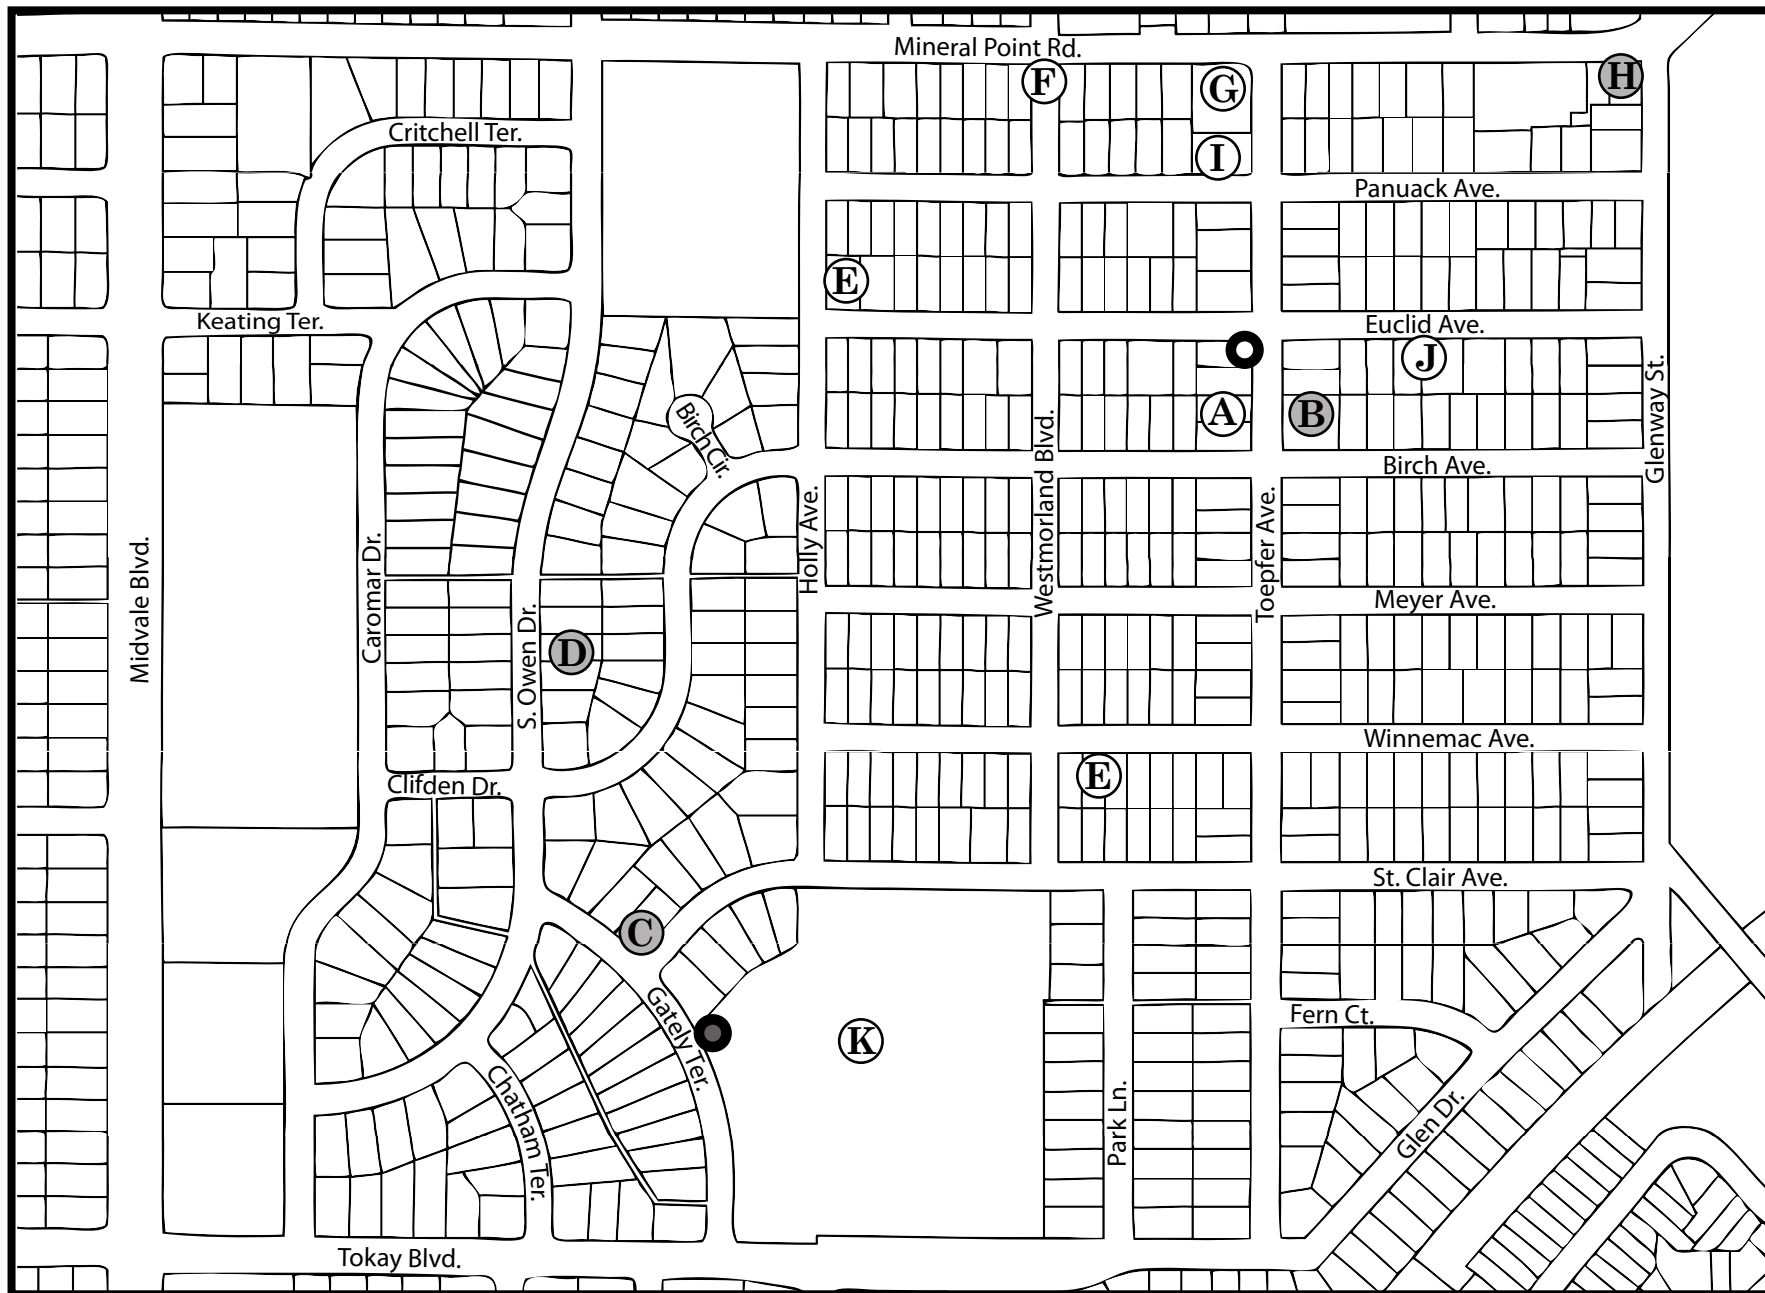 Mineral Point Rd.
F
G
H
Critchell Ter.
I
Panuack Ave.
E
Keating Ter.
Euclid Ave.
J
Glenway St.
Birch Cir.
A
B
Westmorland Blvd.
Birch Ave.
Holly Ave.
Toepfer Ave.
Midvale Blvd.
Caromar Dr.
Meyer Ave.
S. Owen Dr.
D
Winnemac Ave.
Clifden Dr.
E
St. Clair Ave.
C
Gately Ter.
Fern Ct.
K
Chatham Ter.
Park Ln.
Glen Dr.
Tokay Blvd.